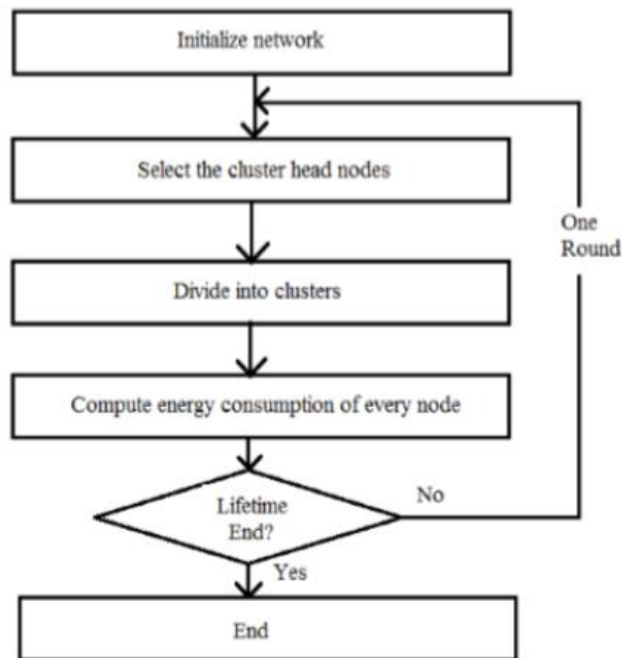 Initialize network
Select the cluster head nodes
One
Round
Divide into clusters
Compute energy consumption of every node
Lifetime
End?
No
Yes
End